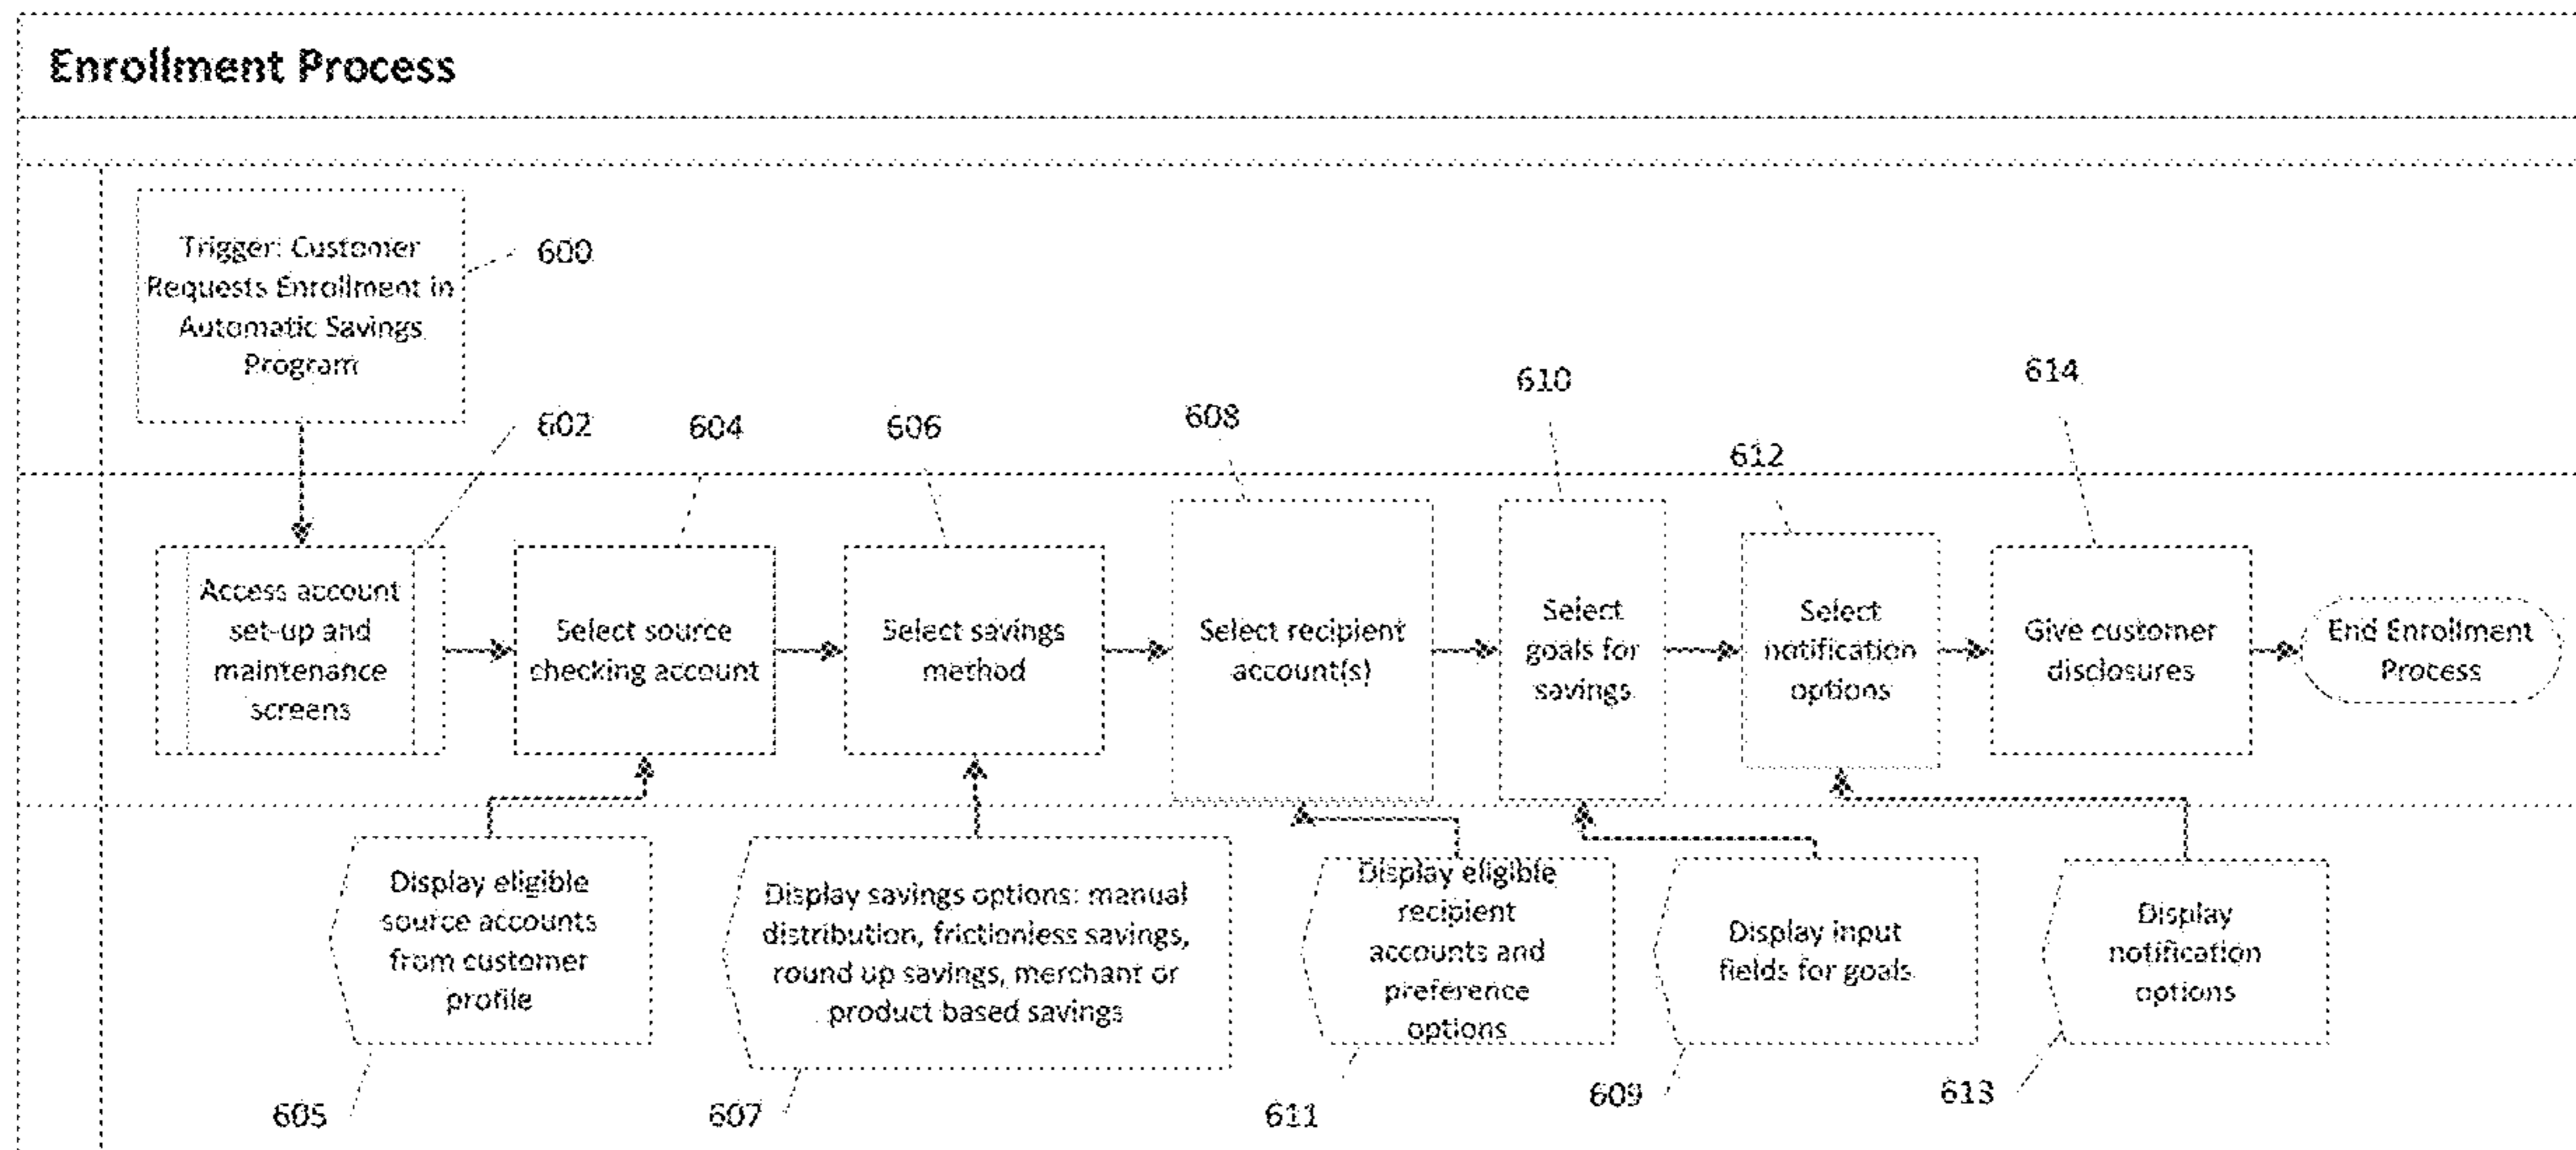 Enrollment Process
Trigger: Customer
Requests Enrollment in
Automatic Savings
Program
600
602
604
606
608
610
612
614
Access account
set-up and
maintenance
screens
Select source
checking account
Select savings
method
Select recipient
account(s)
Select
goals for
savings
Select
notification
options
Give customer
disclosures
End Enrollment
Process
Display eligible
source accounts
from customer
profile
Display savings options: manual
distribution, frictionless savings,
round up savings, merchant or
product based savings
Display eligible
recipient
accounts and
preference
options
Display input
fields for goals
Display
notification
options
605
607
611
609
613